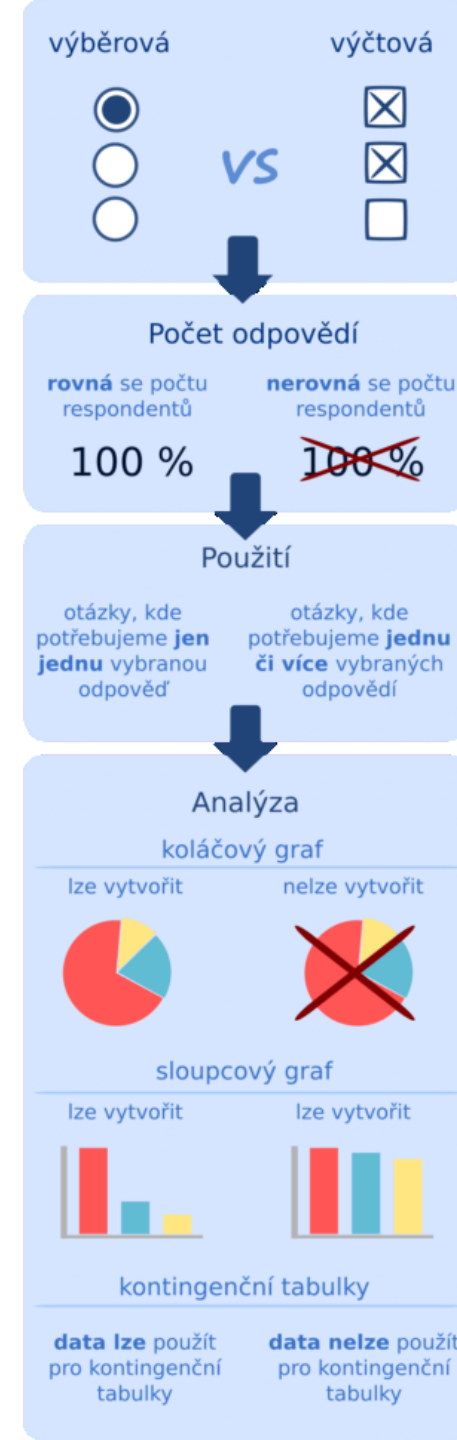 výběrová
výčtová
vs
Počet odpovědí
rovná se počtu
respondentů
100 %
nerovná se počtu
respondentů
100 %
Použití
otázky, kde
potřebujeme jen
jednu vybranou
odpověď
otázky, kde
potřebujeme jednu
či více vybraných
odpovědí
Analýza
koláčový graf
lze vytvořit
nelze vytvořit
sloupcový graf
lze vytvořit
lze vytvořit
kontingenční tabulky
data lze použít
pro kontingenční
tabulky
data nelze použít
pro kontingenční
tabulky